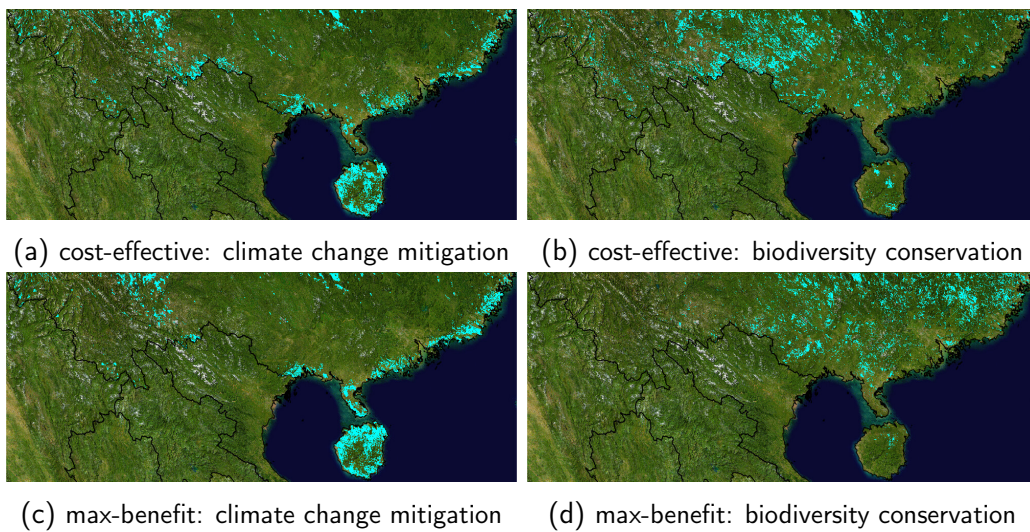 (a) cost-effective: climate change mitigation
(b) cost-effective: biodiversity conservation
(c) max-benefit: climate change mitigation
(d) max-benefit: biodiversity conservation